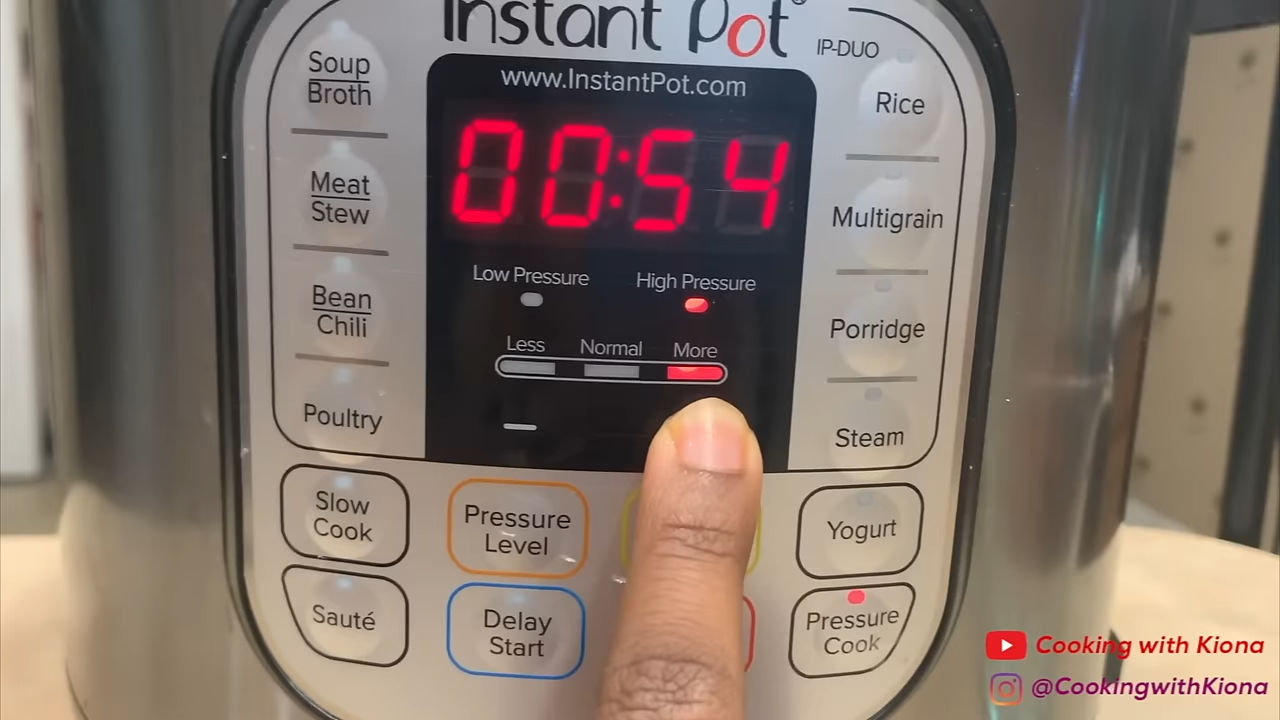 Instant Pot®
IP-DUO
www.InstantPot.com
00:54
Low Pressure
High Pressure
Less
Normal
More
Soup
Broth
Meat
Stew
Bean
Chili
Poultry
Rice
Multigrain
Porridge
Steam
Slow
Cook
Pressure
Level
Yogurt
Sauté
Delay
Start
Pressure
Cook
Cooking with Kiona
@CookingwithKiona